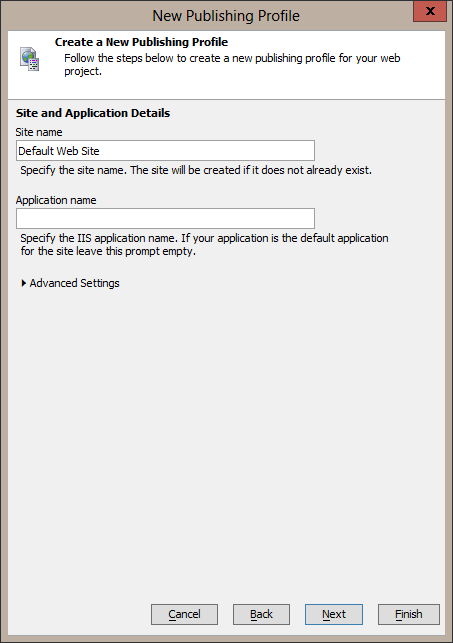 New Publishing Profile
x
Create a New Publishing Profile
Follow the steps below to create a new publishing profile for your web
project.
Site and Application Details
Site name
Default Web Site
Specify the site name. The site will be created if it does not already exist.
Application name
Specify the IIS application name. If your application is the default application
for the site leave this prompt empty.
Advanced Settings
Cancel
Back
Next
Finish